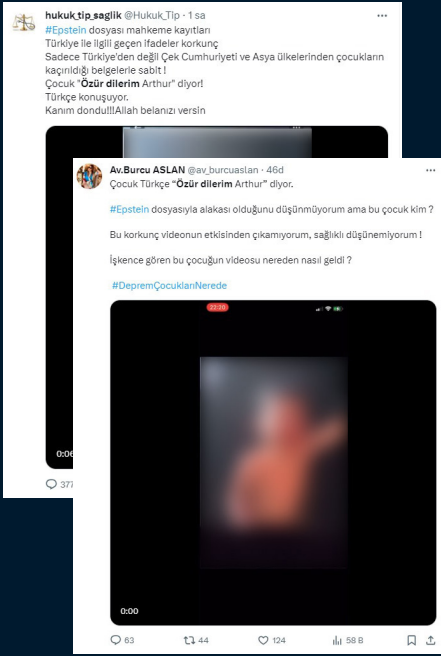 hukuk_tip_saglik @Hukuk_Tip · 1 sa
#Epstein dosyası mahkeme kayıtları
Türkiye ile ilgili geçen ifadeler korkunç
Sadece Türkiye'den değil Çek Cumhuriyeti ve Asya ülkelerinden çocukların
kaçırıldığı belgelerle sabit !
Çocuk "Özür dilerim Arthur" diyor!
Türkçe konuşuyor.
Kanım dondu!!!Allah belanızı versin
0:06
377
Av.Burcu ASLAN @av_burcuaslan · 46d
Çocuk Türkçe “Özür dilerim Arthur” diyor.
#Epstein dosyasıyla alakası olduğunu düşünmüyorum ama bu çocuk kim ?
Bu korkunç videonun etkisinden çıkamıyorum, sağlıklı düşünemiyorum !
İşkence gören bu çocuğun videosu nereden nasıl geldi ?
#DepremÇocuklarıNerede
22:20
0:00
63 44 124 58 B